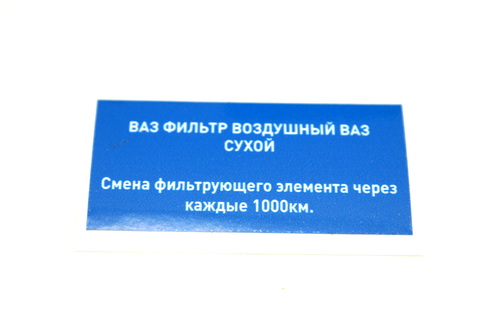 ВАЗ ФИЛЬТР ВОЗДУШНЫЙ ВАЗ
СУХОЙ
Смена фильтрующего элемента через
каждые 1000км.